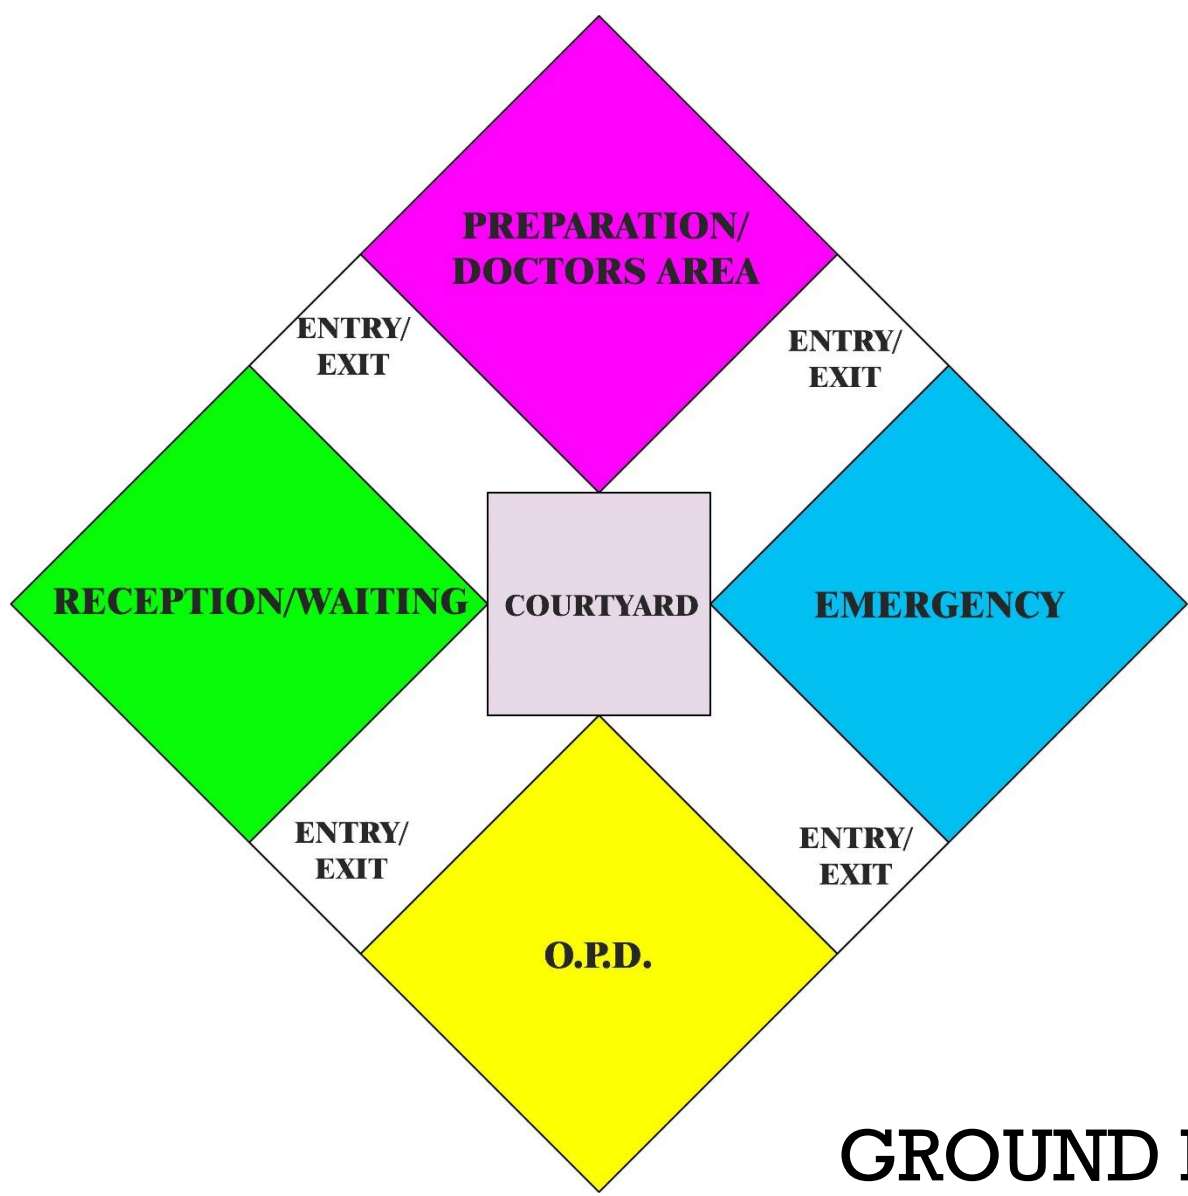 PREPARATION/
DOCTORS AREA
ENTRY/
EXIT
ENTRY/
EXIT
RECEPTION/WAITING
COURTYARD
EMERGENCY
ENTRY/
EXIT
ENTRY/
EXIT
O.P.D.
GROUND